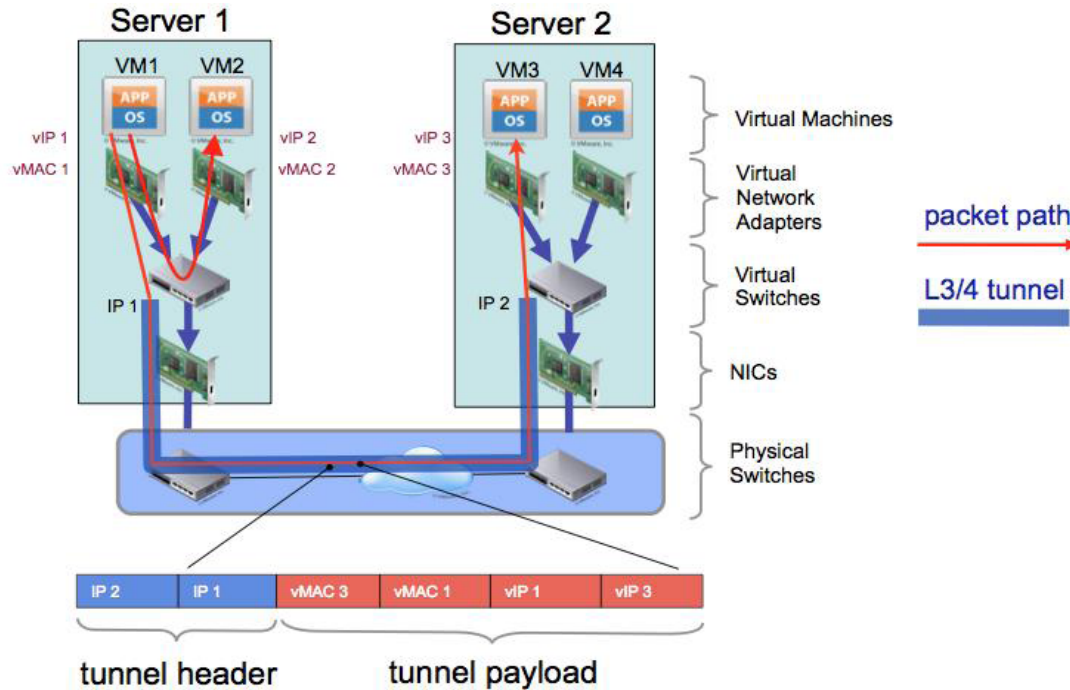 Server 1
Server 2
VM1
VM2
VM3
VM4
APP
OS
APP
OS
APP
OS
APP
OS
vIP 1
vMAC 1
vIP 2
vMAC 2
vIP 3
vMAC 3
IP 1
IP 2
Virtual Machines
Virtual
Network
Adapters
Virtual
Switches
NICs
Physical
Switches
packet path
L3/4 tunnel
IP 2
IP 1
vMAC 3
vMAC 1
vIP 1
vIP 3
tunnel header
tunnel payload